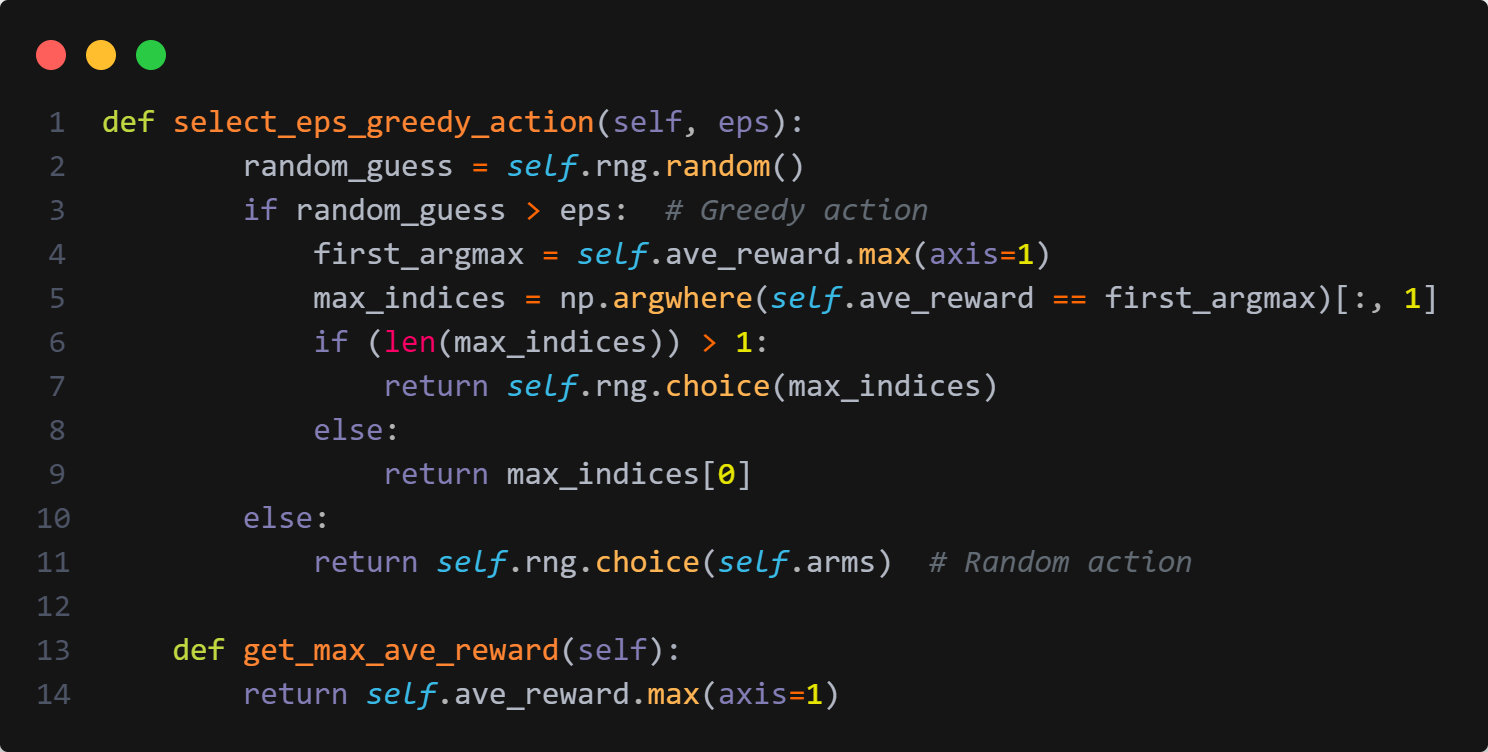 1 def select_eps_greedy_action(self, eps):
2         random_guess = self.rng.random()
3         if random_guess > eps:  # Greedy action
4             first_argmax = self.ave_reward.max(axis=1)
5             max_indices = np.argwhere(self.ave_reward == first_argmax)[:, 1]
6             if (len(max_indices)) > 1:
7                 return self.rng.choice(max_indices)
8             else:
9                 return max_indices[0]
10         else:
11             return self.rng.choice(self.arms)  # Random action
12
13     def get_max_ave_reward(self):
14         return self.ave_reward.max(axis=1)